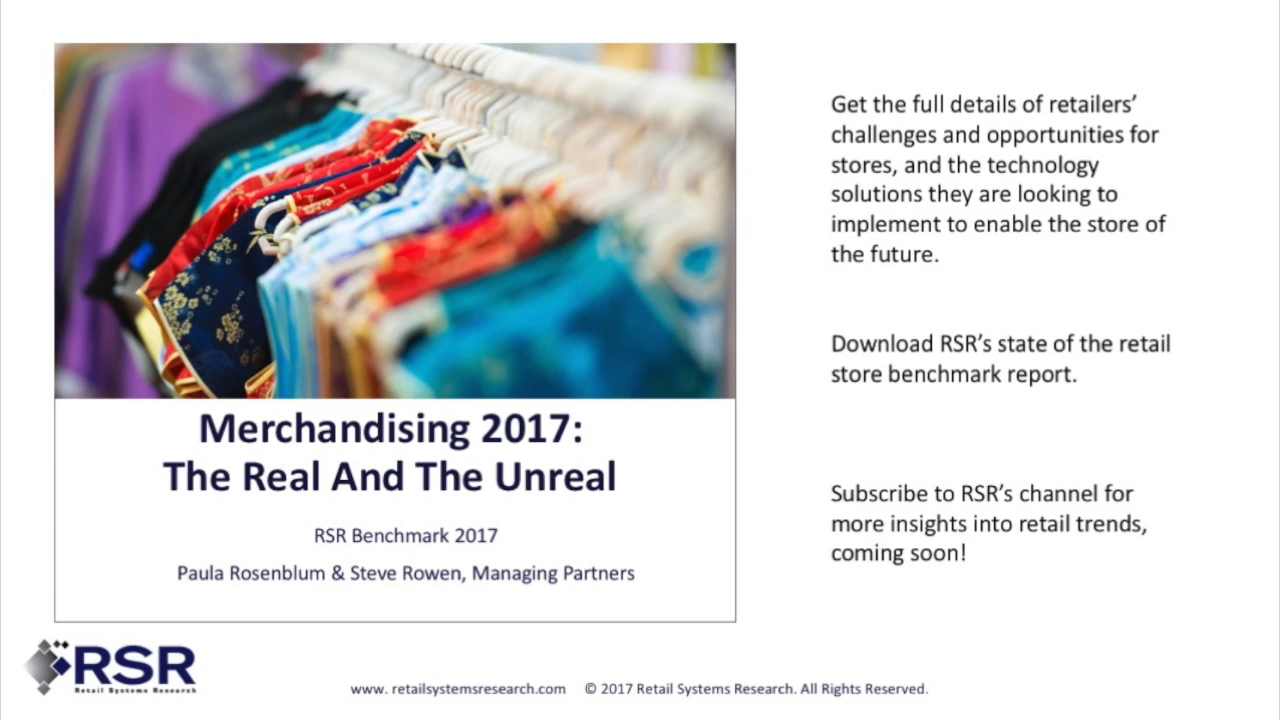 Merchandising 2017:
The Real And The Unreal
RSR Benchmark 2017
Paula Rosenblum & Steve Rowen, Managing Partners
Get the full details of retailers’
challenges and opportunities for
stores, and the technology
solutions they are looking to
implement to enable the store of
the future.
Download RSR’s state of the retail
store benchmark report.
Subscribe to RSR’s channel for
more insights into retail trends,
coming soon!
RSR
Retail Systems Research
www. retailsystemsresearch.com © 2017 Retail Systems Research. All Rights Reserved.